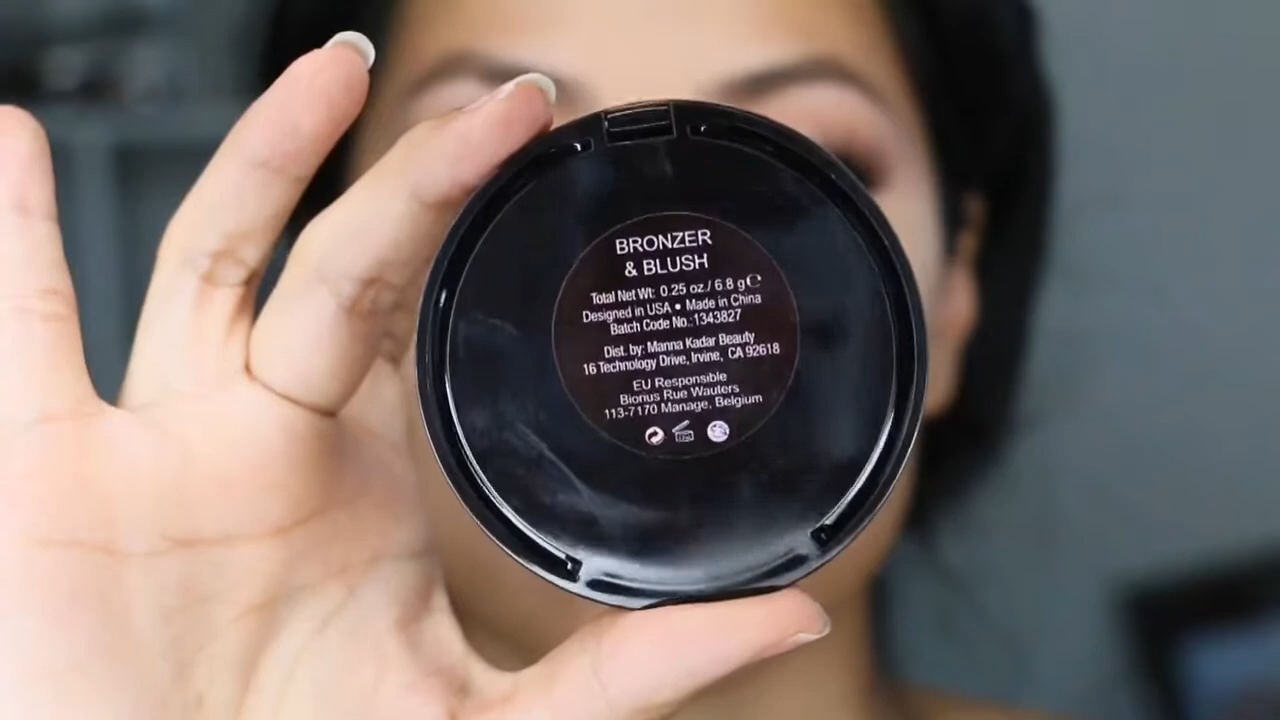 BRONZER
& BLUSH
Total Net Wt: 0.25 oz./ 6.8 g℮
Designed in USA • Made in China
Batch Code No.:1343827
Dist. by: Manna Kadar Beauty
16 Technology Drive, Irvine, CA 92618
EU Responsible
Bionus Rue Wauters
113-7170 Manage, Belgium